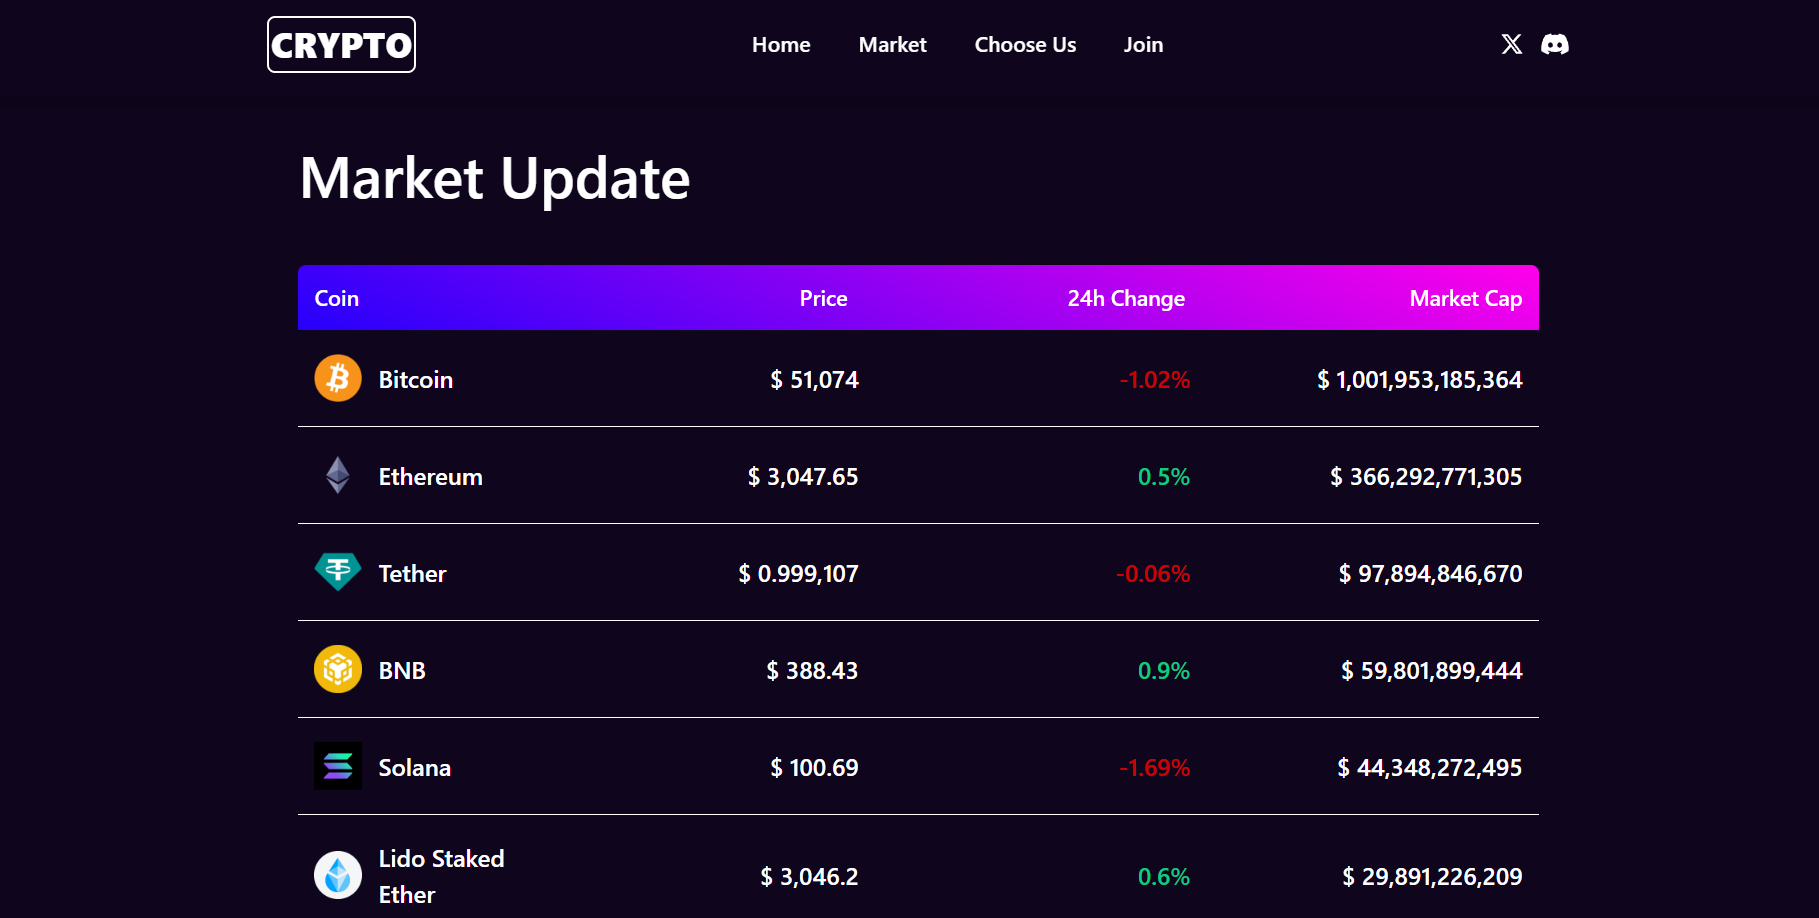 CRYPTO Home Market Choose Us Join
Market Update
Coin Price 24h Change Market Cap
Bitcoin $ 51,074 -1.02% $ 1,001,953,185,364
Ethereum $ 3,047.65 0.5% $ 366,292,771,305
Tether $ 0.999,107 -0.06% $ 97,894,846,670
BNB $ 388.43 0.9% $ 59,801,899,444
Solana $ 100.69 -1.69% $ 44,348,272,495
Lido Staked
Ether $ 3,046.2 0.6% $ 29,891,226,209